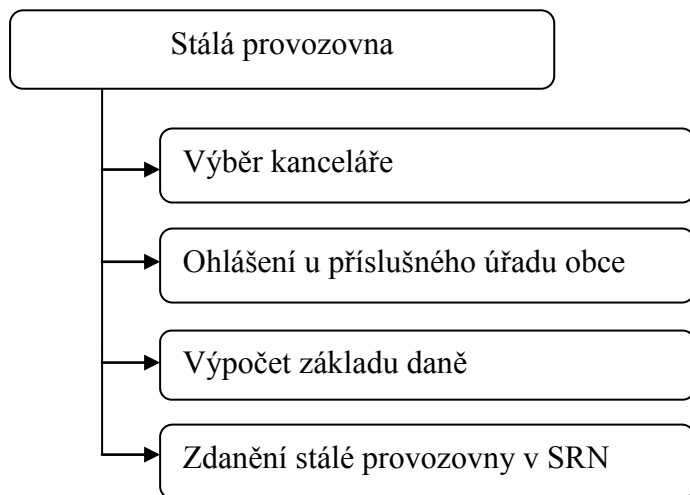 Stálá provozovna
Výběr kanceláře
Ohlášení u příslušného úřadu obce
Výpočet základu daně
Zdanění stálé provozovny v SRN